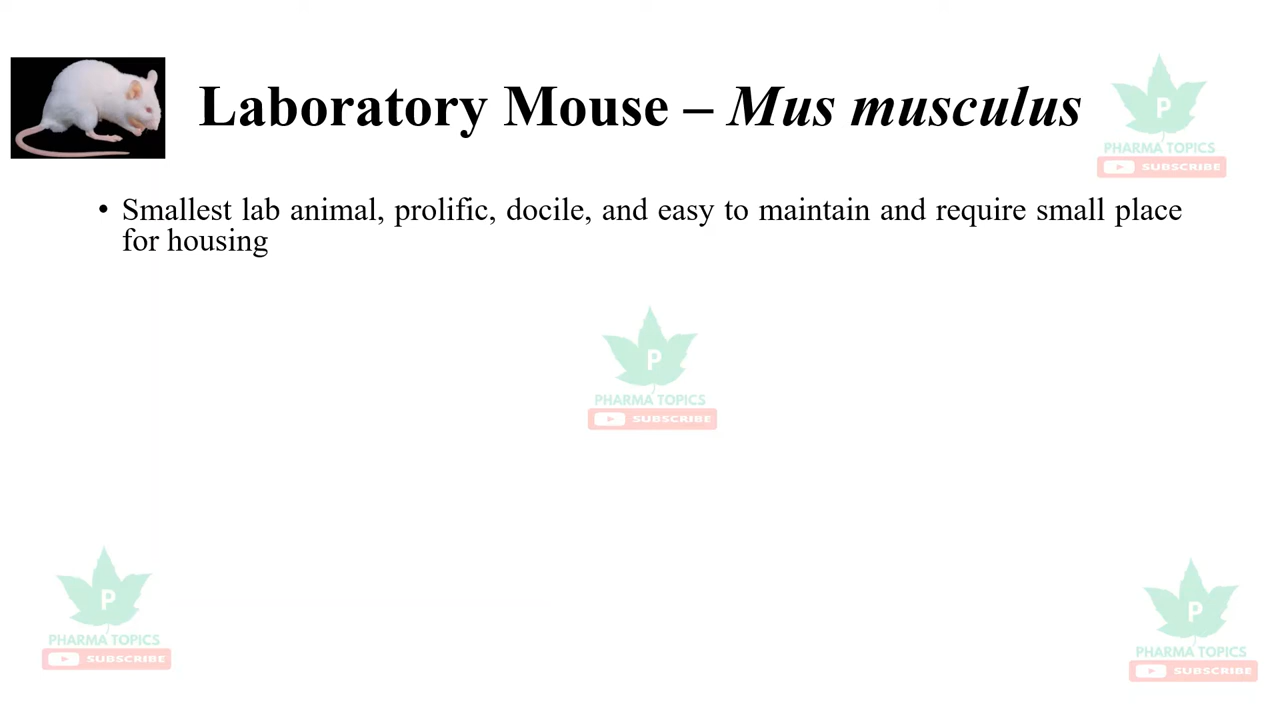 Laboratory Mouse – Mus musculus
P
PHARMA TOPICS
SUBSCRIBE
• Smallest lab animal, prolific, docile, and easy to maintain and require small place
for housing
P
PHARMA TOPICS
SUBSCRIBE
P
PHARMA TOPICS
SUBSCRIBE
P
PHARMA TOPICS
SUBSCRIBE